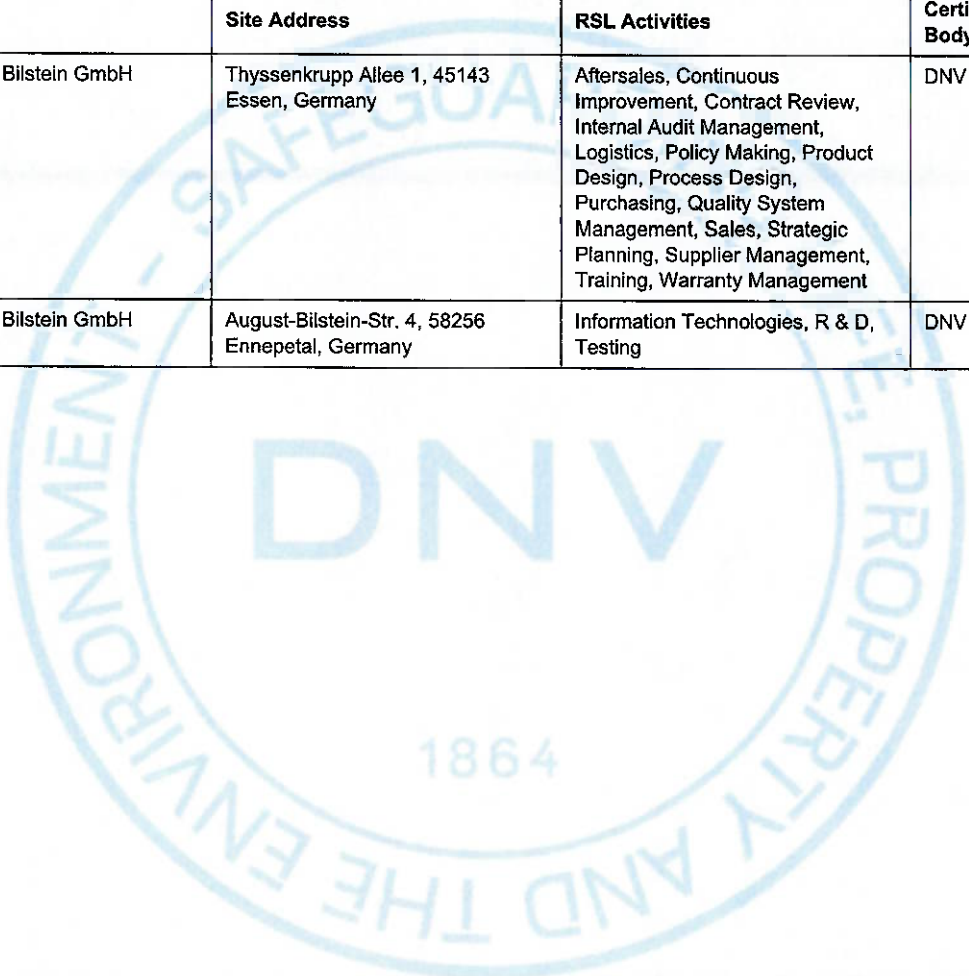 Site Address RSL Activities Certi
Body
Bilstein GmbH Thyssenkrupp Allee 1, 45143 Aftersales, Continuous DNV
Essen, Germany Improvement, Contract Review,
Internal Audit Management,
Logistics, Policy Making, Product
Design, Process Design,
Purchasing, Quality System
Management, Sales, Strategic
Planning, Supplier Management,
Training, Warranty Management
Bilstein GmbH August-Bilstein-Str. 4, 58256 Information Technologies, R & D, DNV
Ennepetal, Germany Testing
DNV
1864
SAFEGUARDING LIFE, PROPERTY AND THE ENVIRONMENT